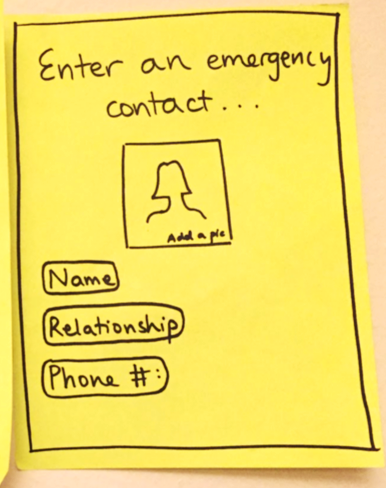 Enter an emergency
contact...
Add a pic
Name
Relationship
Phone #: